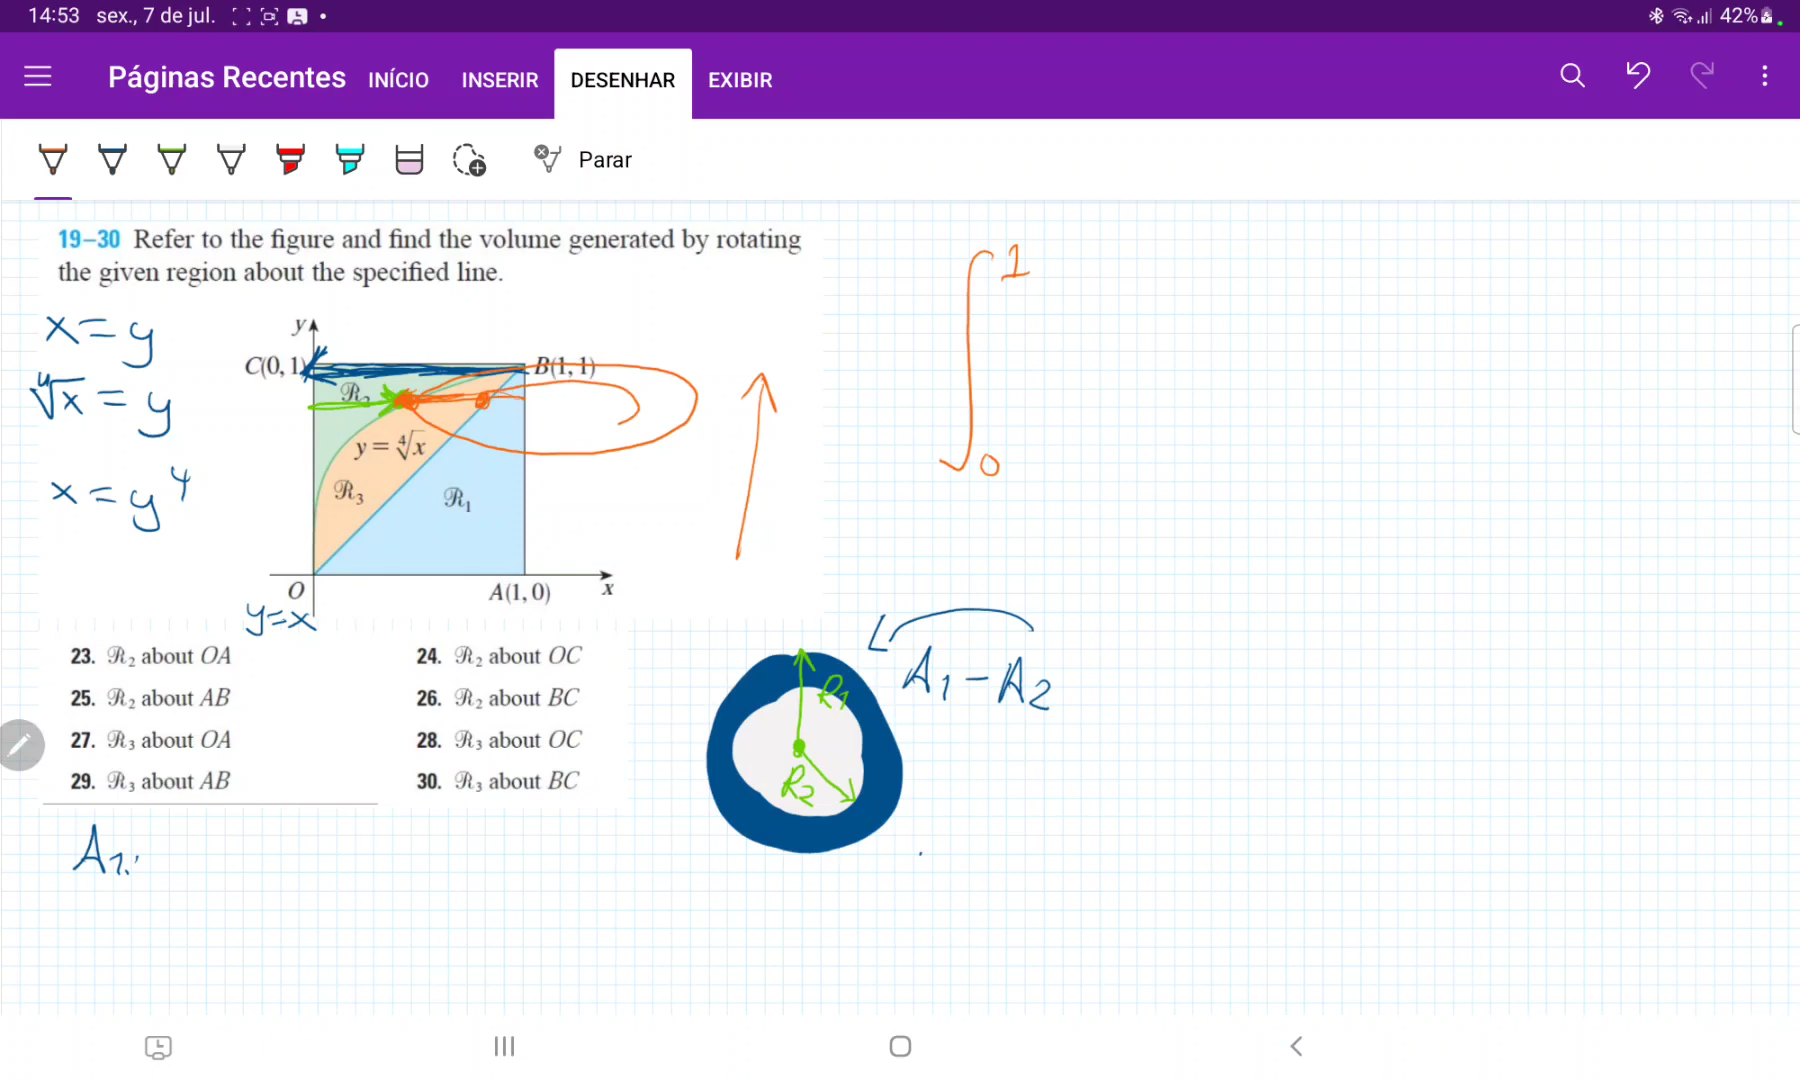 14:53 sex., 7 de jul. 42%
Páginas Recentes INÍCIO INSERIR DESENHAR EXIBIR
Parar
19–30 Refer to the figure and find the volume generated by rotating
the given region about the specified line.
x = y
∜x = y
x = y⁴
y
C(0, 1)
B(1, 1)
ℛ₂
y = ∜x
ℛ₃
ℛ₁
O
A(1, 0)
x
y=x
∫ 1
0
23. ℛ₂ about OA
24. ℛ₂ about OC
25. ℛ₂ about AB
26. ℛ₂ about BC
27. ℛ₃ about OA
28. ℛ₃ about OC
29. ℛ₃ about AB
30. ℛ₃ about BC
R₁
R₂
A₁ − A₂